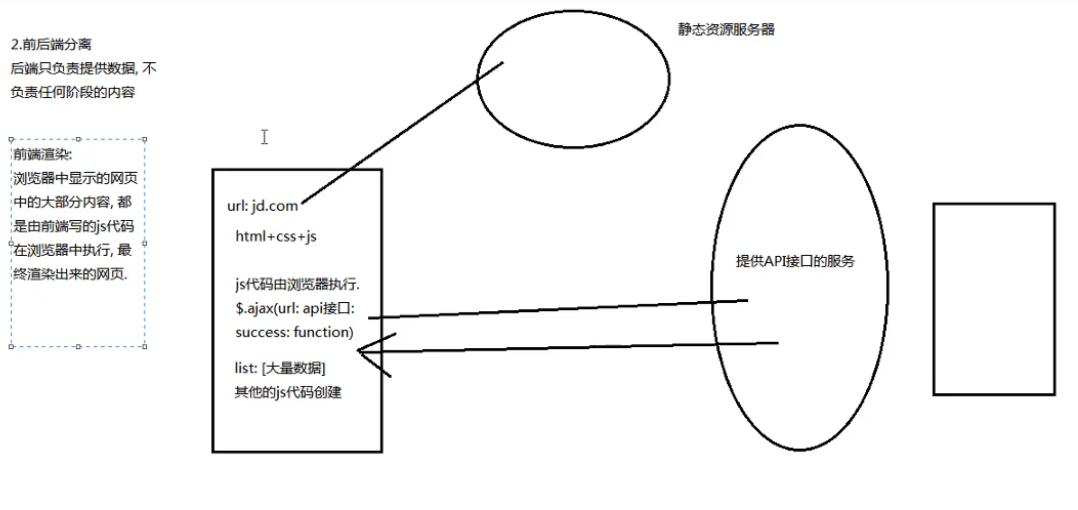 2.前后端分离
后端只负责提供数据, 不
负责任何阶段的内容
前端渲染:
浏览器中显示的网页
中的大部分内容, 都
是由前端写的js代码
在浏览器中执行, 最
终渲染出来的网页.
静态资源服务器
url: jd.com
html+css+js
js代码由浏览器执行.
$.ajax(url: api接口:
success: function)
list: [大量数据]
其他的js代码创建
提供API接口的服务